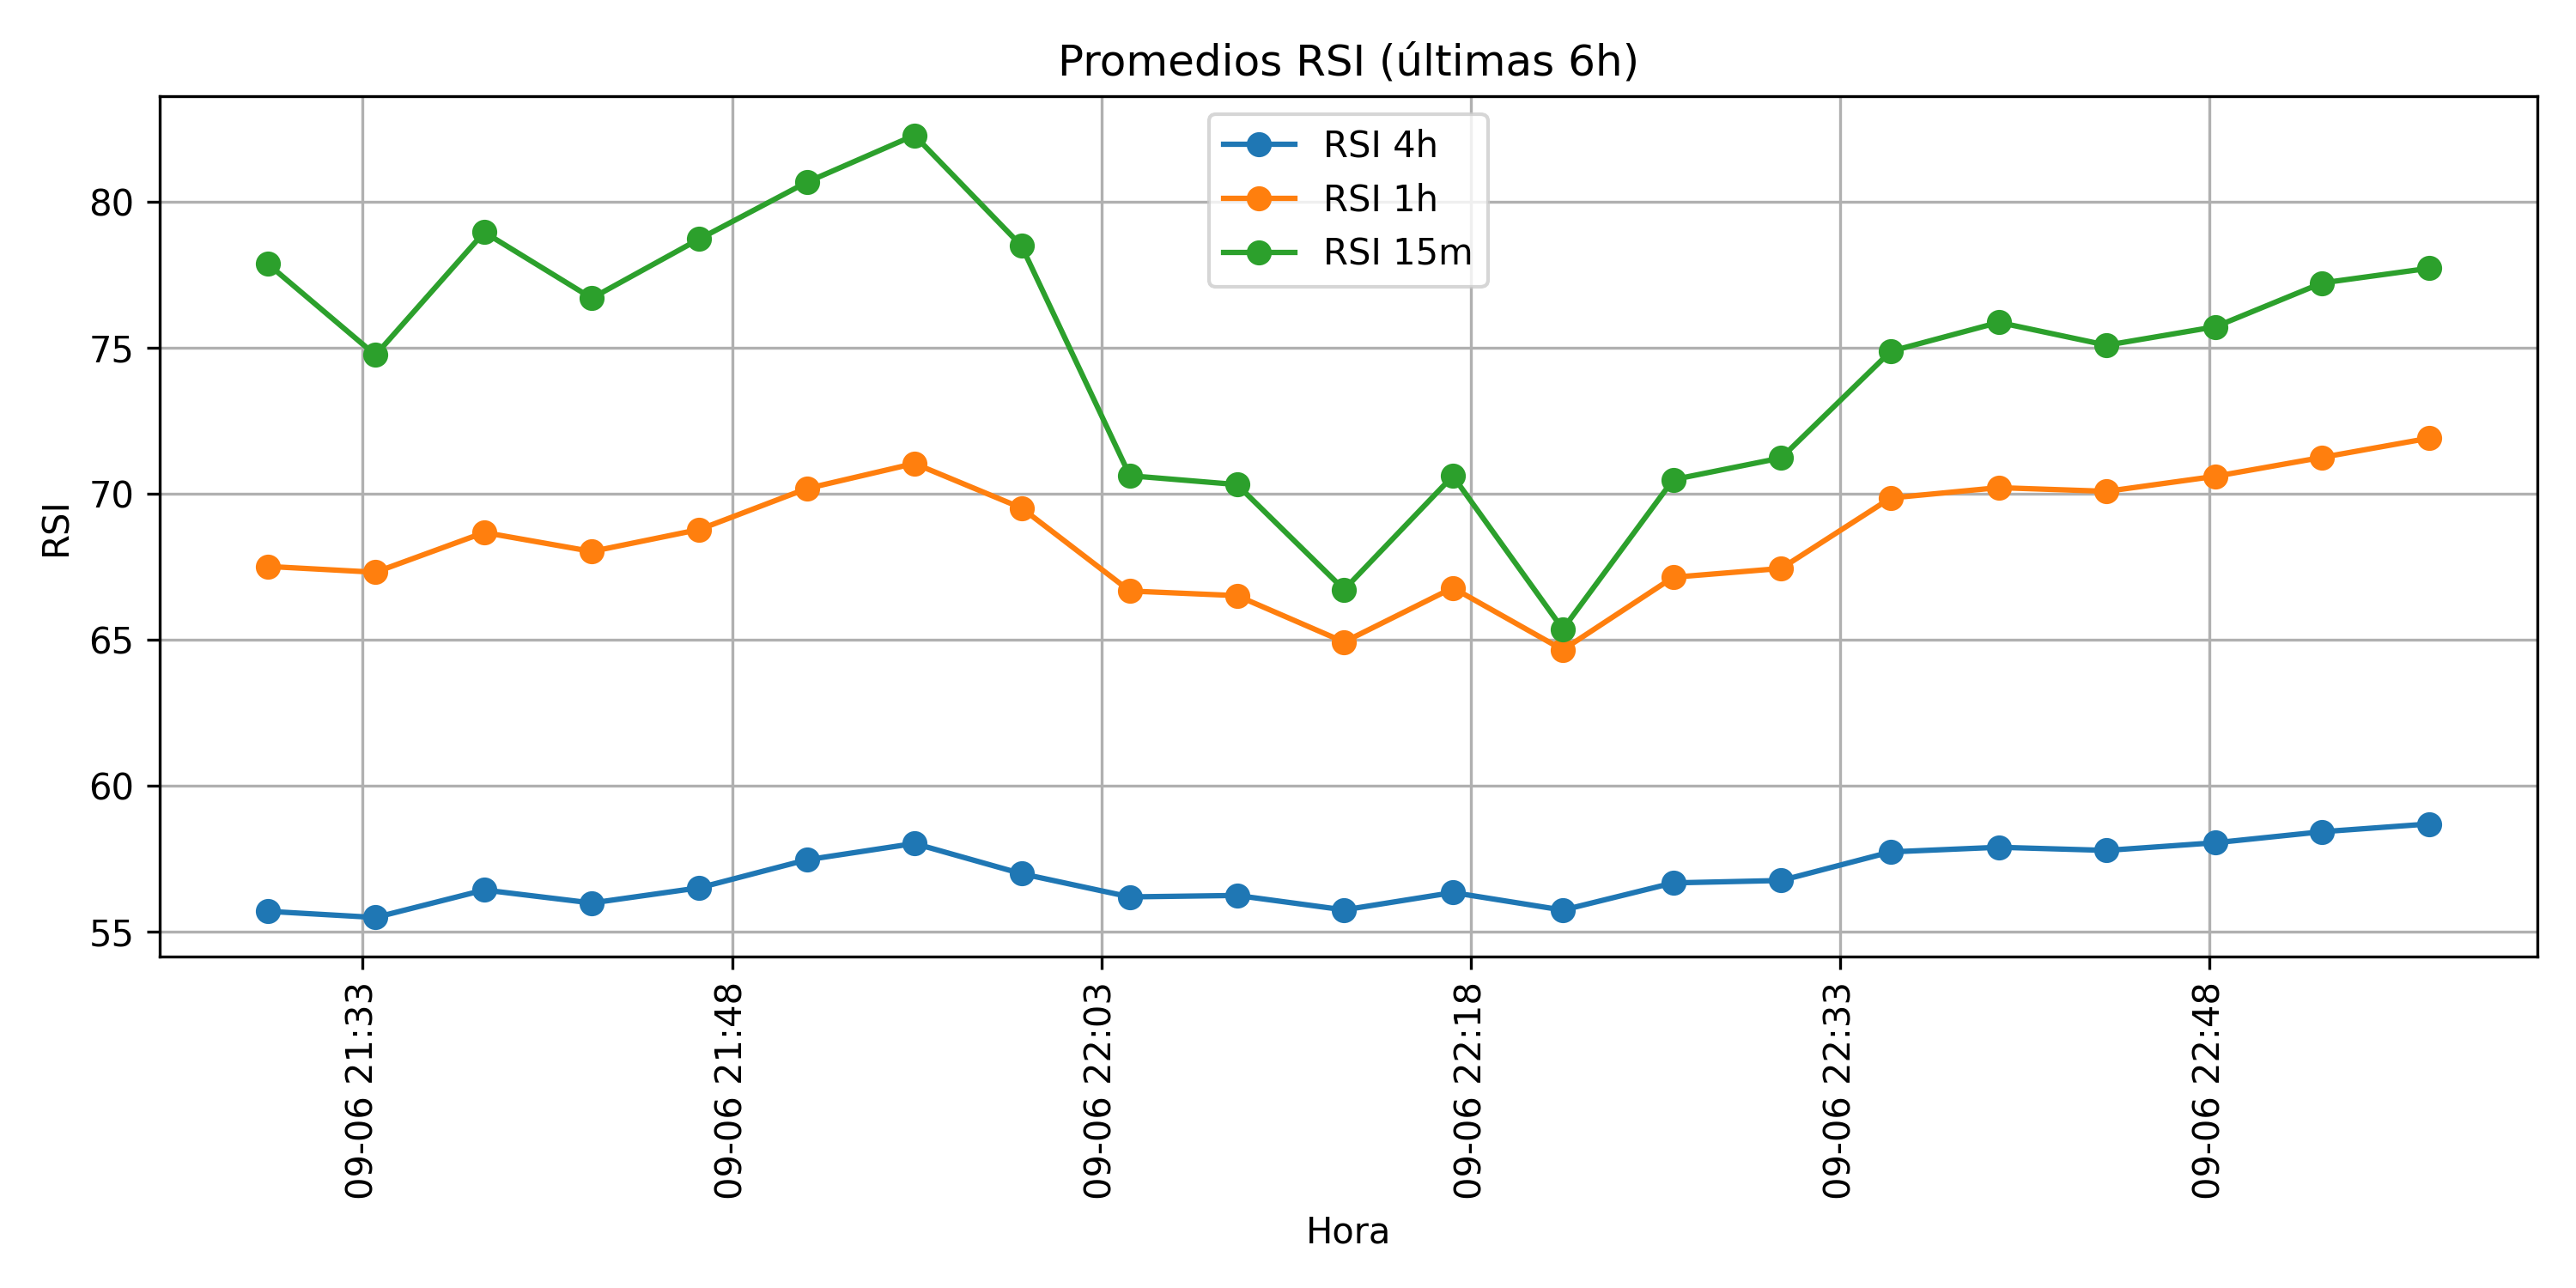 Promedios RSI (últimas 6h)
RSI 4h
RSI 1h
RSI 15m
RSI
80
75
70
65
60
55
09-06 21:33
09-06 21:48
09-06 22:03
09-06 22:18
09-06 22:33
09-06 22:48
Hora